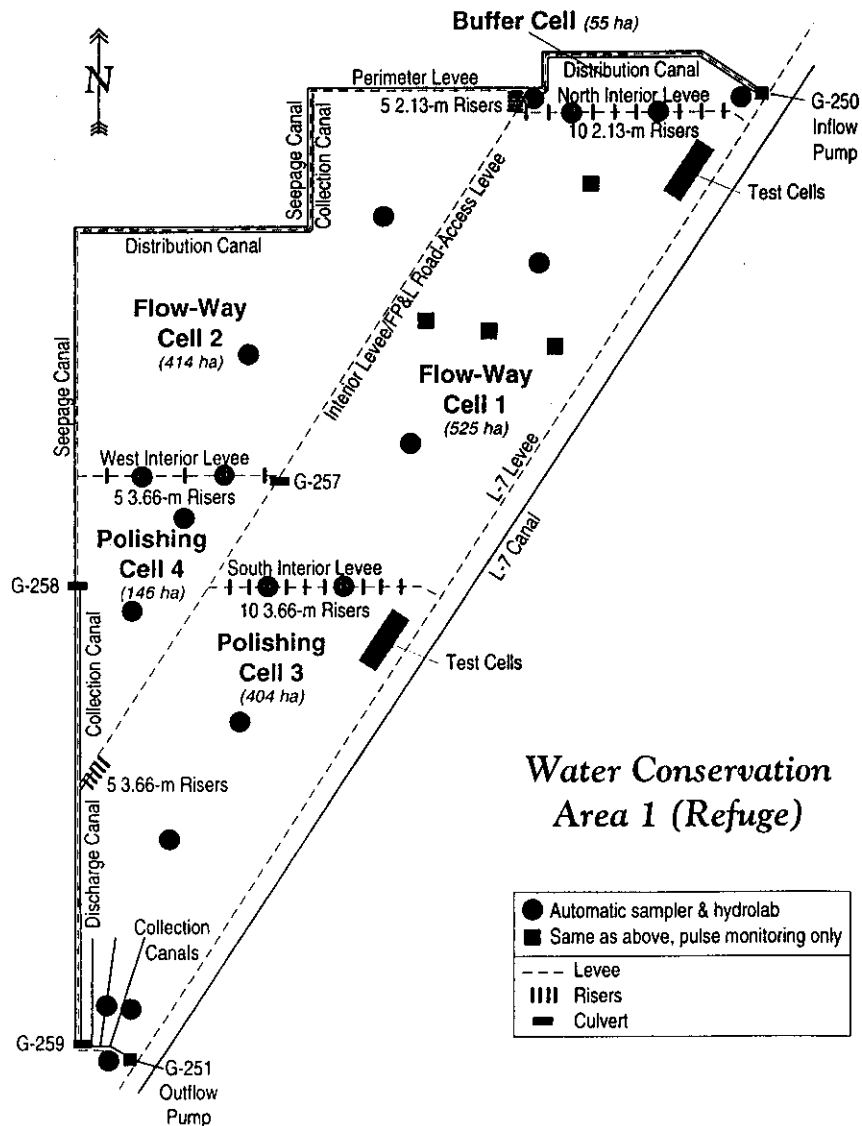 Buffer Cell (55 ha)
N
Perimeter Levee
Distribution Canal
5 2.13-m Risers
North Interior Levee
10 2.13-m Risers
G-250
Inflow
Pump
Test Cells
Seepage Canal
Collection Canal
Distribution Canal
Interior Levee/FP&L Road-Access Levee
Flow-Way
Cell 2
(414 ha)
Seepage Canal
Flow-Way
Cell 1
(525 ha)
L-7 Levee
L-7 Canal
West Interior Levee
G-257
5 3.66-m Risers
Polishing
Cell 4
(146 ha)
G-258
South Interior Levee
10 3.66-m Risers
Polishing
Cell 3
(404 ha)
Test Cells
Collection Canal
5 3.66-m Risers
Discharge Canal
Collection
Canals
G-259
G-251
Outflow
Pump
Water Conservation
Area 1 (Refuge)
Automatic sampler & hydrolab
Same as above, pulse monitoring only
Levee
Risers
Culvert